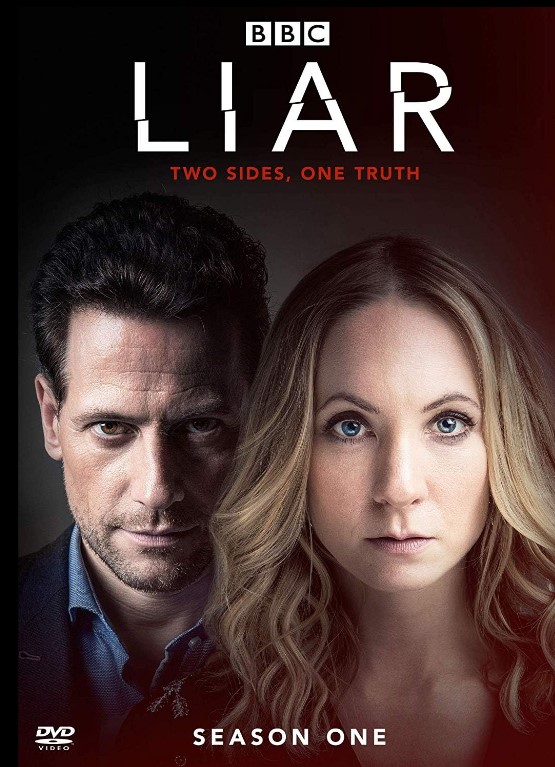 BBC
LIAR
TWO SIDES, ONE TRUTH
DVD
VIDEO
SEASON ONE